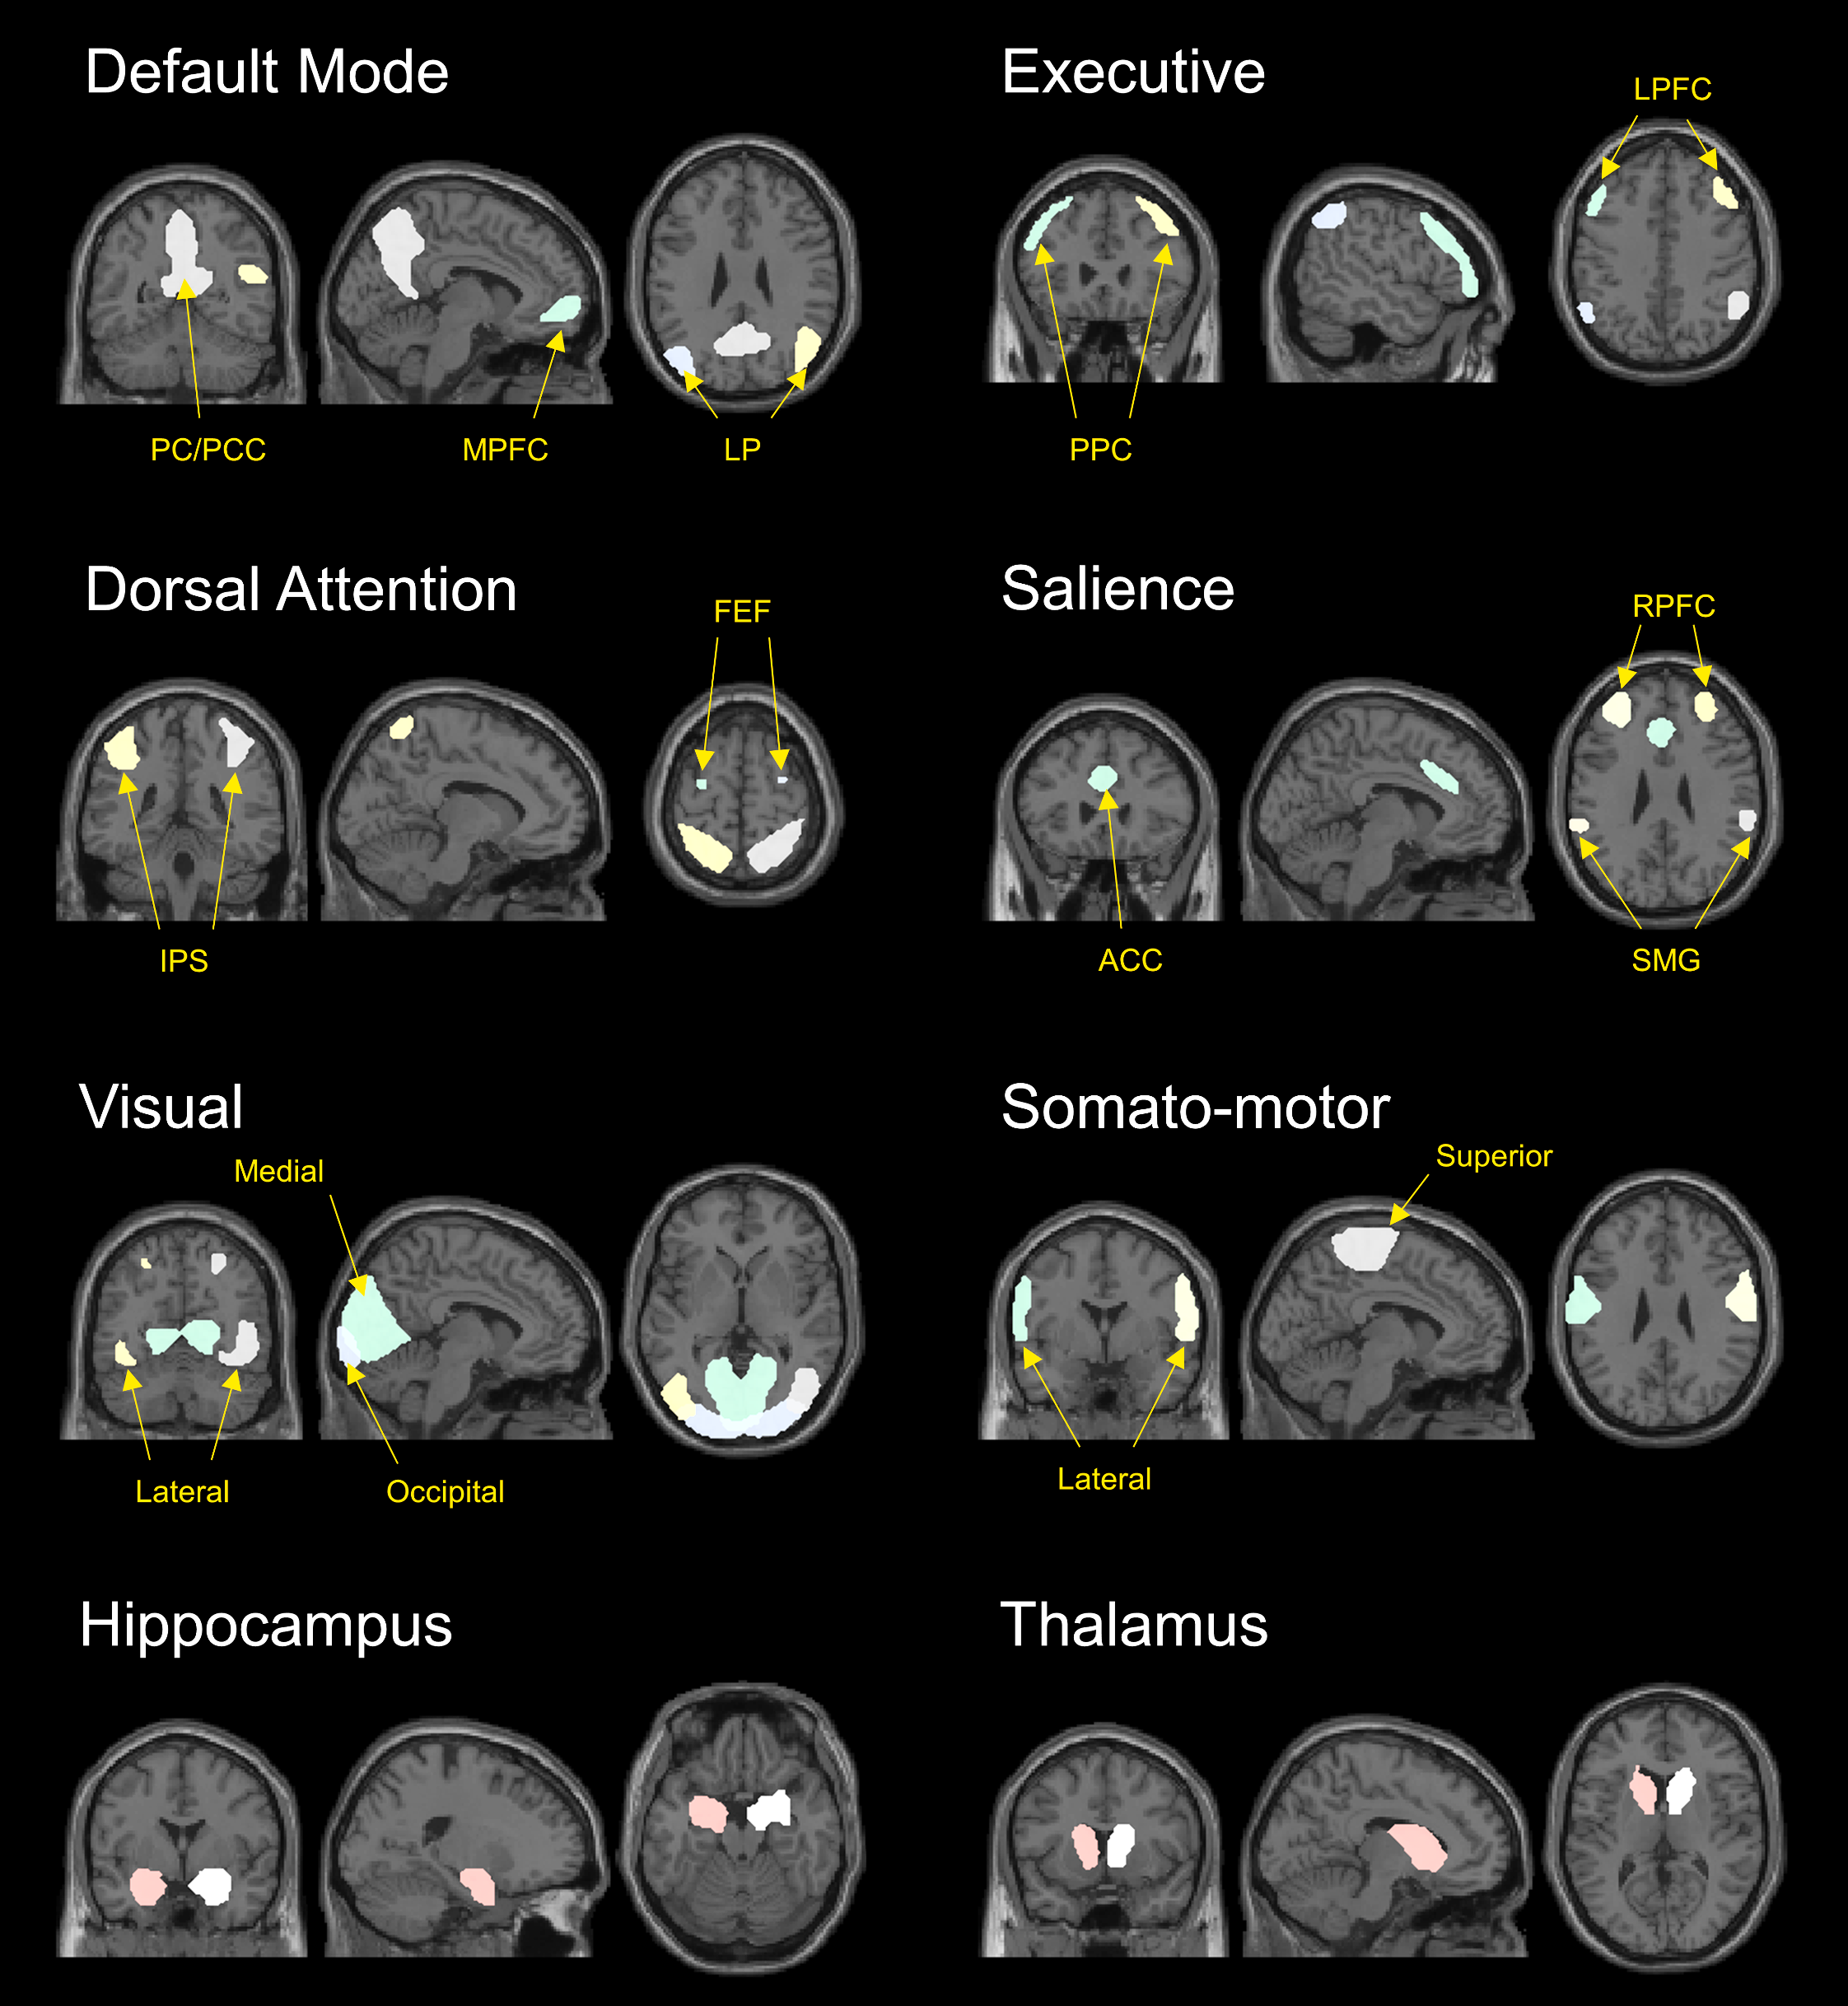 Default Mode
PC/PCC
MPFC
LP
Executive
LPFC
PPC
Dorsal Attention
FEF
IPS
Salience
RPFC
ACC
SMG
Visual
Medial
Lateral
Occipital
Somato-motor
Superior
Lateral
Hippocampus
Thalamus